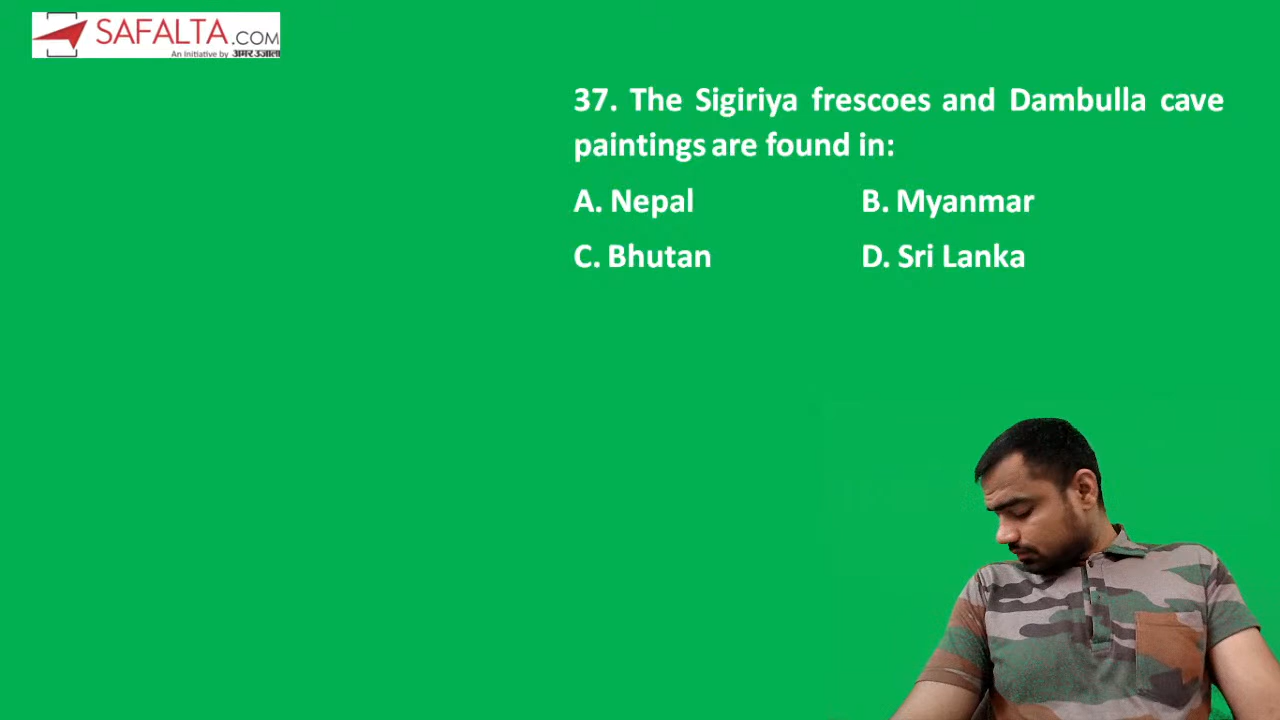 SAFALTA.COM
An Initiative by अमर उजाला
37. The Sigiriya frescoes and Dambulla cave
paintings are found in:
A. Nepal B. Myanmar
C. Bhutan D. Sri Lanka